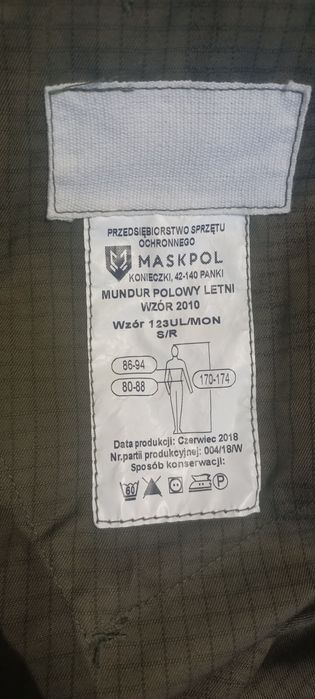 PRZEDSIĘBIORSTWO SPRZĘTU
OCHRONNEGO
MASKPOL
KONIECZKI, 42-140 PANKI
MUNDUR POLOWY LETNI
WZÓR 2010
Wzór 123UL/MON
S/R
86-94
80-88
170-174
Data produkcji: Czerwiec 2018
Nr.partii produkcyjnej: 004/18/W
Sposób konserwacji:
60
P